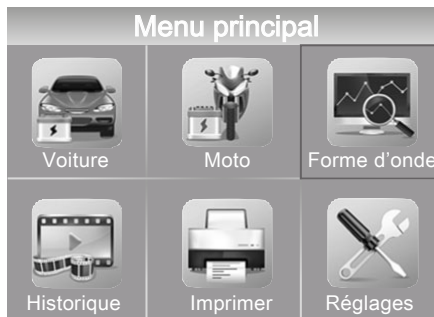 Menu principal
Voiture Moto Forme d'onde
Historique Imprimer Réglages